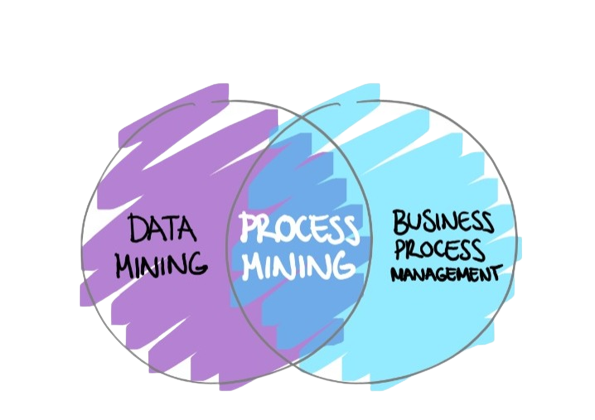 DATA
MINING
PROCESS
MINING
BUSINESS
PROCESS
MANAGEMENT